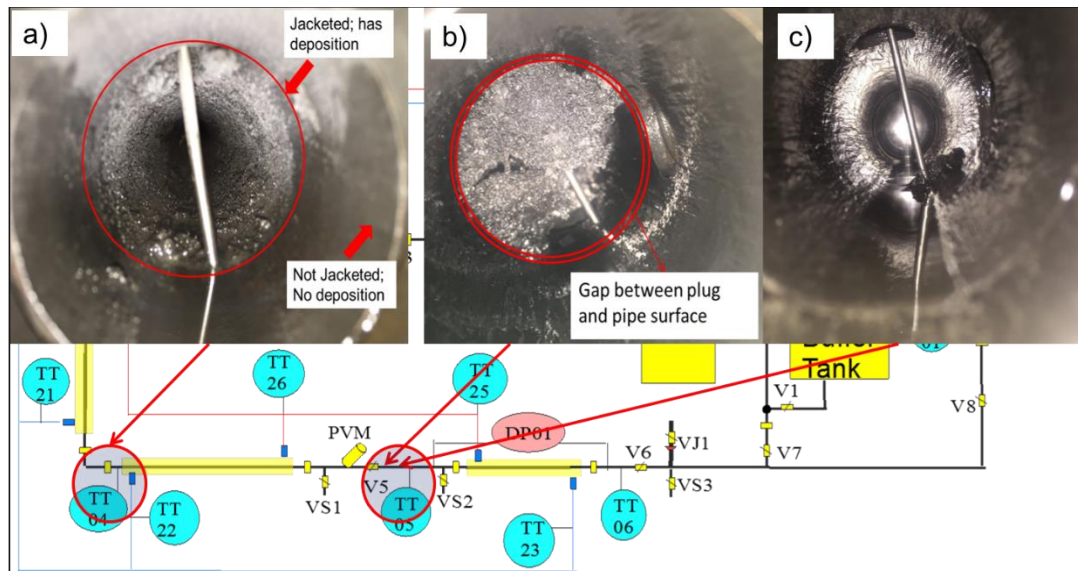 a)
Jacketed; has
deposition
Not Jacketed;
No deposition
b)
Gap between plug
and pipe surface
c)
TT
21
TT
26
TT
25
Tank
V1
V8
PVM
DP01
V6
VJ1
V7
V5
TT
04
TT
22
VS1
TT
05
VS2
TT
23
TT
06
VS3